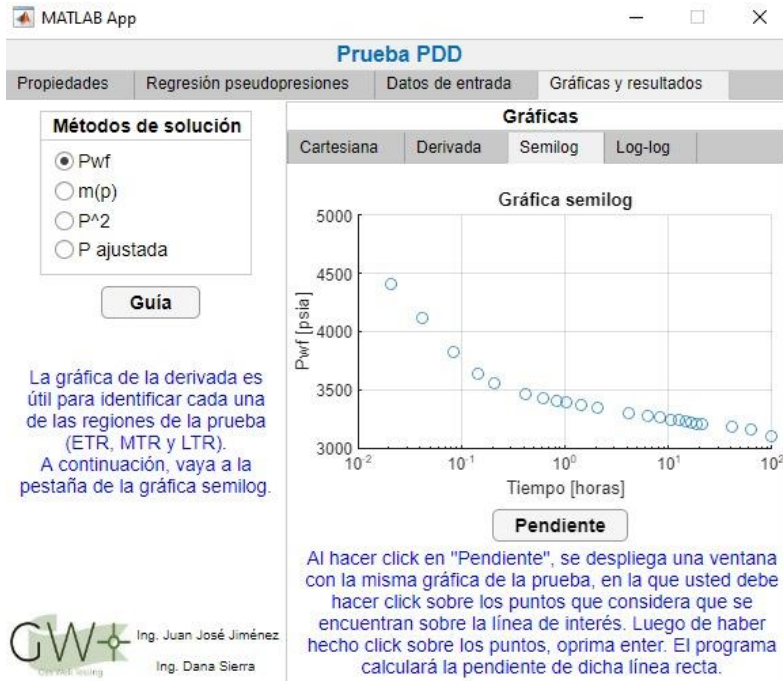 MATLAB App
Prueba PDD
Propiedades
Regresión pseudopresiones
Datos de entrada
Gráficas y resultados
Métodos de solución
Pwf
m(p)
P^2
P ajustada
Guía
La gráfica de la derivada es
útil para identificar cada una
de las regiones de la prueba
(ETR, MTR y LTR).
A continuación, vaya a la
pestaña de la gráfica semilog.
GW+
Gas Well Testing
Ing. Juan José Jiménez
Ing. Dana Sierra
Gráficas
Cartesiana
Derivada
Semilog
Log-log
Gráfica semilog
Pwf [psia]
5000
4500
4000
3500
3000
10^-2
10^-1
10^0
10^1
10^2
Tiempo [horas]
Pendiente
Al hacer click en "Pendiente", se despliega una ventana
con la misma gráfica de la prueba, en la que usted debe
hacer click sobre los puntos que considera que se
encuentran sobre la línea de interés. Luego de haber
hecho click sobre los puntos, oprima enter. El programa
calculará la pendiente de dicha línea recta.